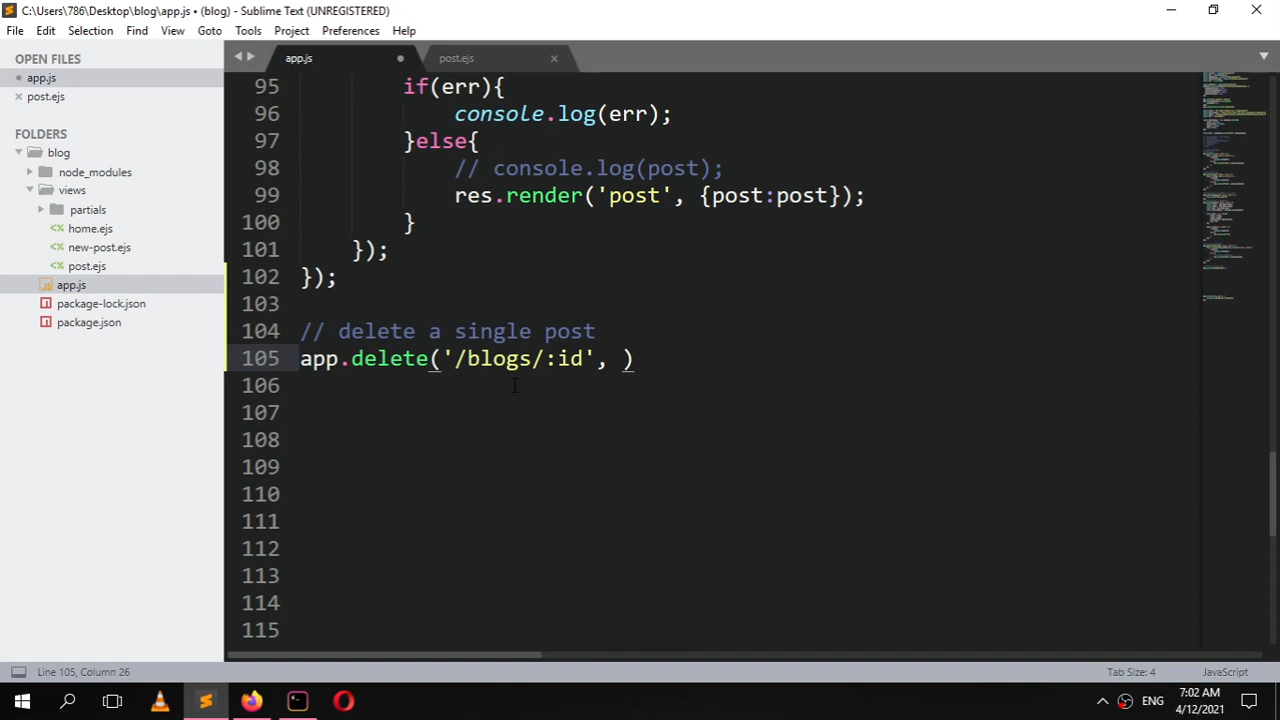 C:\Users\786\Desktop\blog\app.js • (blog) - Sublime Text (UNREGISTERED)
File Edit Selection Find View Goto Tools Project Preferences Help
OPEN FILES
app.js
post.ejs
FOLDERS
blog
node_modules
views
partials
home.ejs
new-post.ejs
post.ejs
app.js
package-lock.json
package.json
app.js post.ejs
95 if(err){
96 console.log(err);
97 }else{
98 // console.log(post);
99 res.render('post', {post:post});
100 }
101 });
102 });
103
104 // delete a single post
105 app.delete('/blogs/:id', )
106
107
108
109
110
111
112
113
114
115
Line 105, Column 26 Tab Size: 4 JavaScript
ENG 7:02 AM
4/12/2021